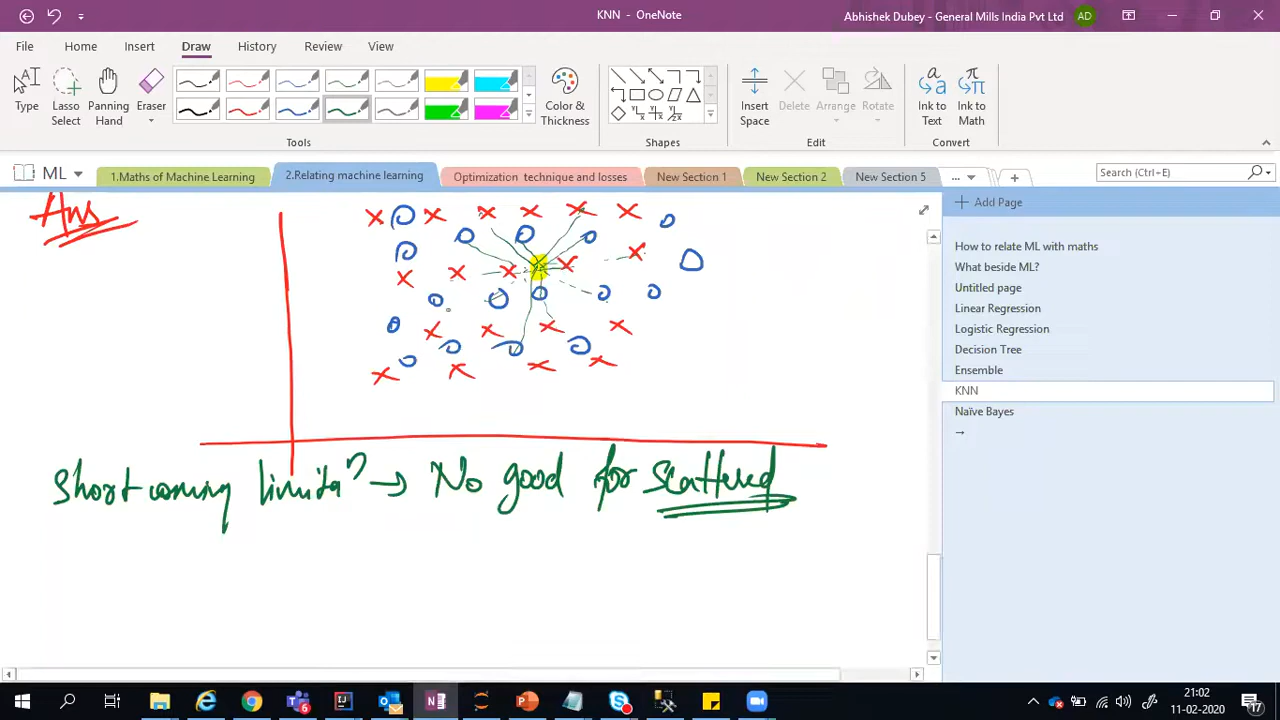 KNN - OneNote
Abhishek Dubey - General Mills India Pvt Ltd
AD
File Home Insert Draw History Review View
Type
Lasso Select
Panning Hand
Eraser
Color & Thickness
Insert Space
Delete
Arrange
Rotate
Ink to Text
Ink to Math
Tools
Shapes
Edit
Convert
ML
1.Maths of Machine Learning
2.Relating machine learning
Optimization technique and losses
New Section 1
New Section 2
New Section 5
...
Search (Ctrl+E)
Add Page
How to relate ML with maths
What beside ML?
Untitled page
Linear Regression
Logistic Regression
Decision Tree
Ensemble
KNN
Naïve Bayes
→
Ans
Short coming limitaⁿ → No good for scattered
21:02
11-02-2020
17